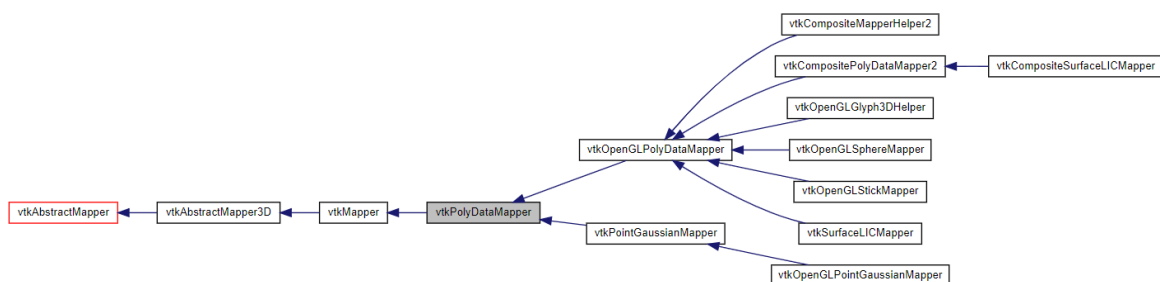 vtkCompositeMapperHelper2
vtkCompositePolyDataMapper2
vtkCompositeSurfaceLICMapper
vtkOpenGLGlyph3DHelper
vtkOpenGLPolyDataMapper
vtkOpenGLSphereMapper
vtkOpenGLStickMapper
vtkAbstractMapper
vtkAbstractMapper3D
vtkMapper
vtkPolyDataMapper
vtkPointGaussianMapper
vtkSurfaceLICMapper
vtkOpenGLPointGaussianMapper